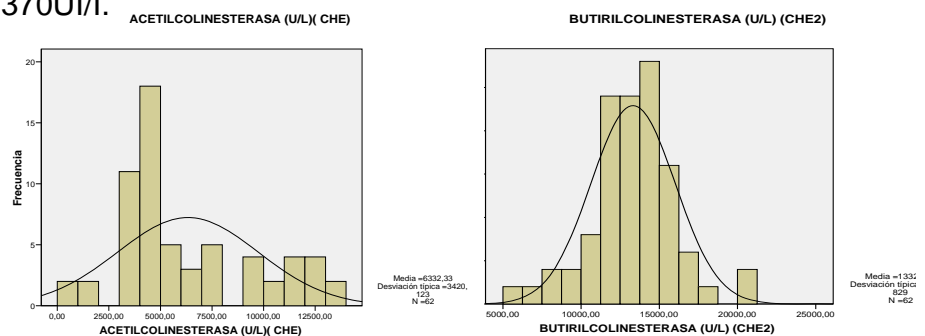 370UI/l.
ACETILCOLINESTERASA (U/L)( CHE)
20
15
10
5
0
Frecuencia
0,00 2500,00 5000,00 7500,00 10000,00 12500,00
ACETILCOLINESTERASA (U/L)( CHE)
Media =6332,33
Desviación típica =3420,
123
N =62
BUTIRILCOLINESTERASA (U/L) (CHE2)
5000,00 10000,00 15000,00 20000,00 25000,00
BUTIRILCOLINESTERASA (U/L) (CHE2)
Media =1332
Desviación típica
829
N =62